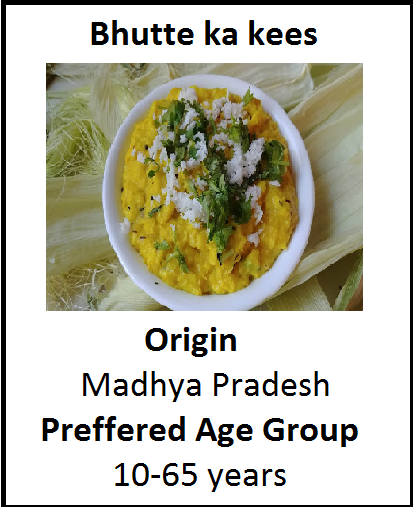 Bhutte ka kees
Origin
Madhya Pradesh
Preffered Age Group
10-65 years